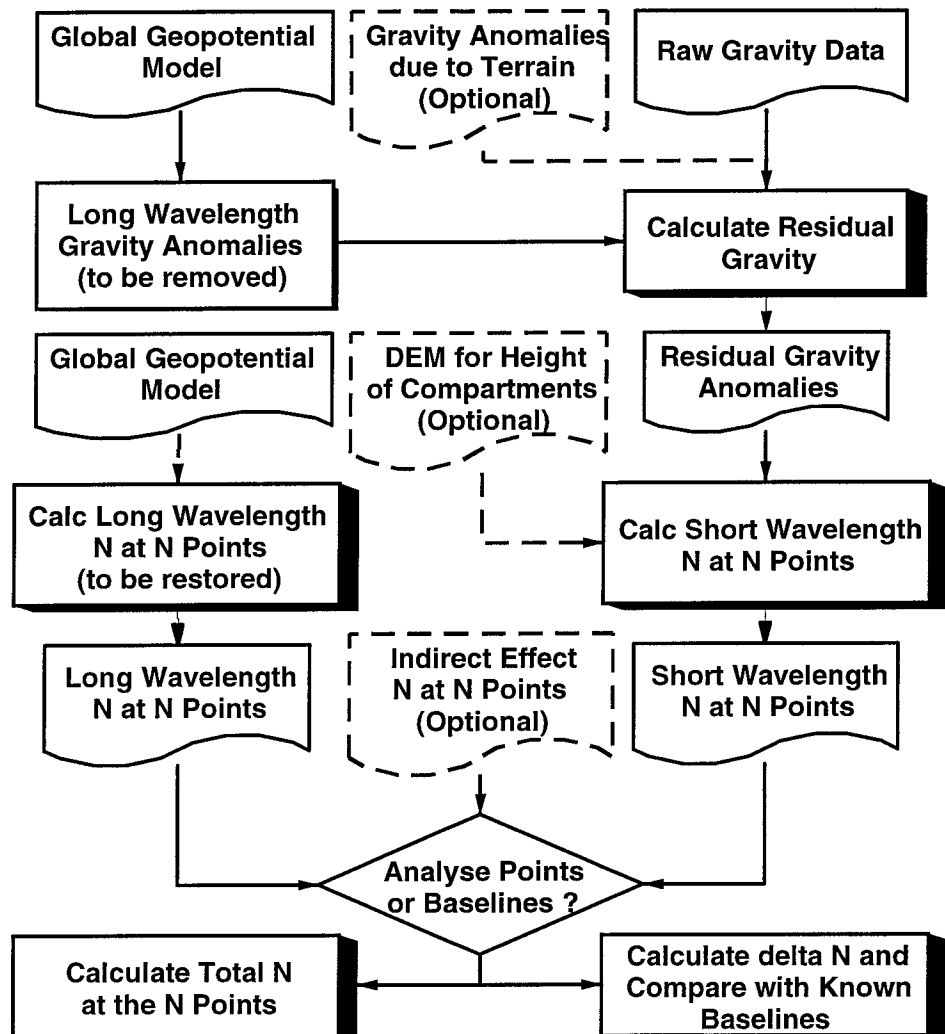 Global Geopotential
Model
Gravity Anomalies
due to Terrain
(Optional)
Raw Gravity Data
Long Wavelength
Gravity Anomalies
(to be removed)
Calculate Residual
Gravity
Global Geopotential
Model
DEM for Height
of Compartments
(Optional)
Residual Gravity
Anomalies
Calc Long Wavelength
N at N Points
(to be restored)
Calc Short Wavelength
N at N Points
Long Wavelength
N at N Points
Indirect Effect
N at N Points
(Optional)
Short Wavelength
N at N Points
Analyse Points
or Baselines ?
Calculate Total N
at the N Points
Calculate delta N and
Compare with Known
Baselines